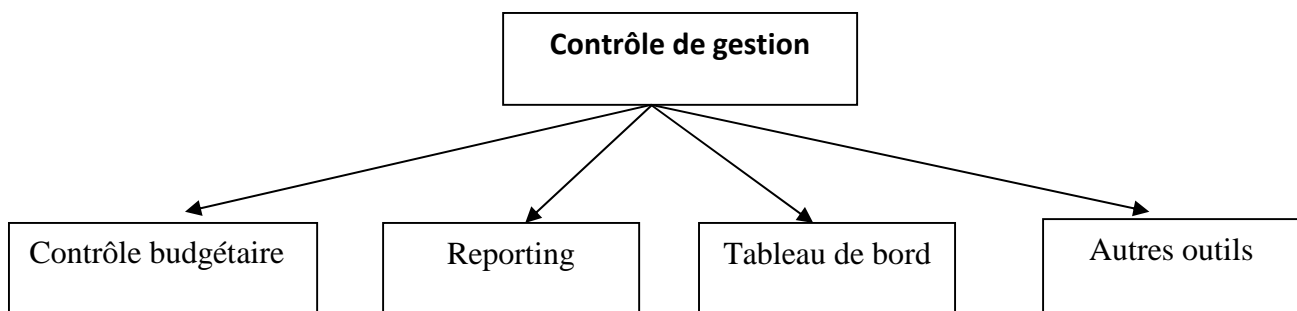 Contrôle de gestion
Contrôle budgétaire
Reporting
Tableau de bord
Autres outils